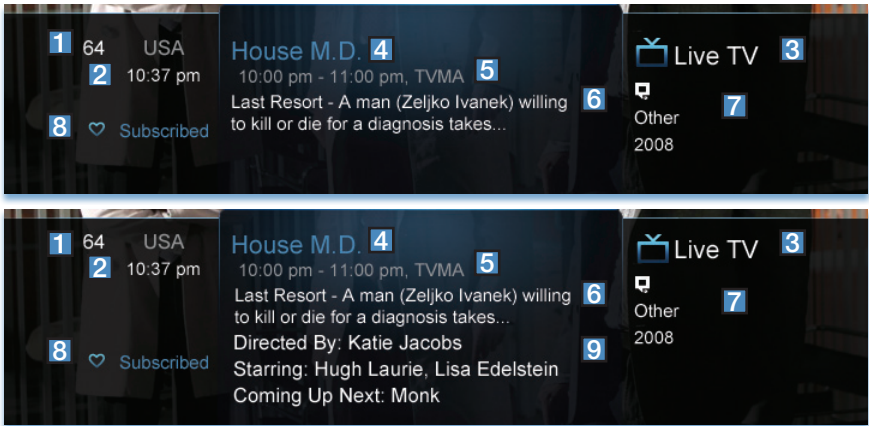 1 64 USA
2 10:37 pm
8 Subscribed
House M.D. 4
10:00 pm - 11:00 pm, TVMA 5
Last Resort - A man (Zeljko Ivanek) willing 6
to kill or die for a diagnosis takes...
Live TV 3
Other 7
2008
1 64 USA
2 10:37 pm
8 Subscribed
House M.D. 4
10:00 pm - 11:00 pm, TVMA 5
Last Resort - A man (Zeljko Ivanek) willing 6
to kill or die for a diagnosis takes...
Directed By: Katie Jacobs 9
Starring: Hugh Laurie, Lisa Edelstein
Coming Up Next: Monk
Live TV 3
Other 7
2008